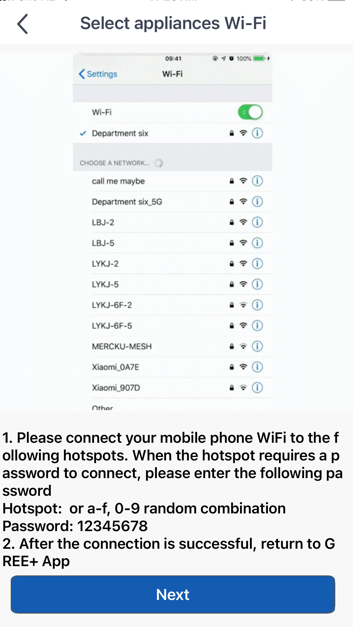 Select appliances Wi-Fi
09:41 100%
Settings Wi-Fi
Wi-Fi
Department six
CHOOSE A NETWORK...
call me maybe
Department six_5G
LBJ-2
LBJ-5
LYKJ-2
LYKJ-5
LYKJ-6F-2
LYKJ-6F-5
MERCKU-MESH
Xiaomi_0A7E
Xiaomi_907D
Other
1. Please connect your mobile phone WiFi to the f
ollowing hotspots. When the hotspot requires a p
assword to connect, please enter the following pa
ssword
Hotspot: or a-f, 0-9 random combination
Password: 12345678
2. After the connection is successful, return to G
REE+ App
Next